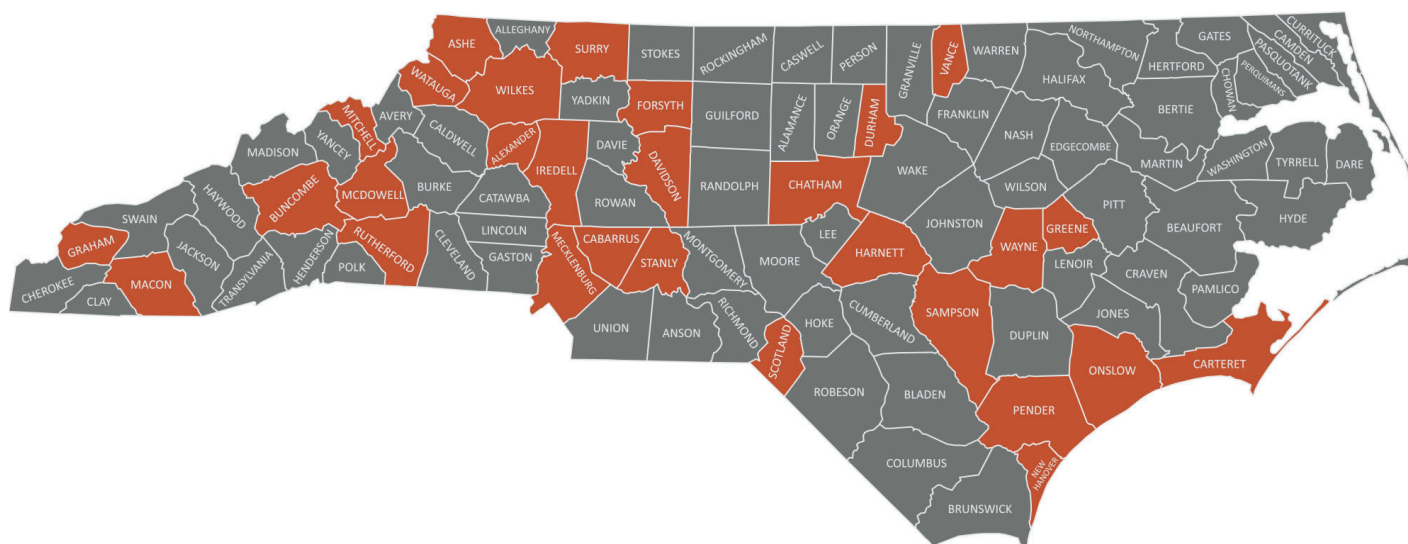 ALLEGHANY
ASHE
SURRY
STOKES
ROCKINGHAM
CASWELL
PERSON
GRANVILLE
VANCE
WARREN
NORTHAMPTON
GATES
HERTFORD
CURRITUCK
CAMDEN
PASQUOTANK
PERQUIMANS
CHOWAN
WATAUGA
WILKES
YADKIN
FORSYTH
GUILFORD
ALAMANCE
ORANGE
DURHAM
FRANKLIN
HALIFAX
BERTIE
MITCHELL
AVERY
CALDWELL
ALEXANDER
IREDELL
DAVIE
DAVIDSON
RANDOLPH
CHATHAM
WAKE
NASH
EDGECOMBE
MARTIN
WASHINGTON
TYRRELL
DARE
MADISON
YANCEY
BUNCOMBE
MCDOWELL
BURKE
CATAWBA
ROWAN
WILSON
PITT
BEAUFORT
HYDE
SWAIN
HAYWOOD
RUTHERFORD
CLEVELAND
LINCOLN
GASTON
MECKLENBURG
CABARRUS
STANLY
MONTGOMERY
MOORE
LEE
HARNETT
JOHNSTON
WAYNE
GREENE
LENOIR
CRAVEN
PAMLICO
GRAHAM
JACKSON
TRANSYLVANIA
HENDERSON
POLK
CHEROKEE
CLAY
MACON
UNION
ANSON
RICHMOND
SCOTLAND
HOKE
CUMBERLAND
SAMPSON
DUPLIN
JONES
ONSLOW
CARTERET
ROBESON
BLADEN
PENDER
COLUMBUS
NEW
HANOVER
BRUNSWICK